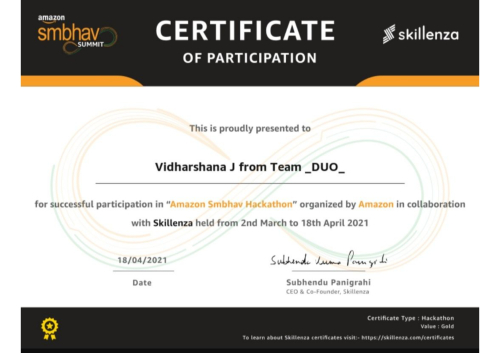 amazon
smbhav
SUMMIT
CERTIFICATE
OF PARTICIPATION
skillenza
This is proudly presented to
Vidharshana J from Team _DUO_
for successful participation in “Amazon Smbhav Hackathon” organized by Amazon in collaboration
with Skillenza held from 2nd March to 18th April 2021
18/04/2021
Date
Subhendu Panigrahi
CEO & Co-Founder, Skillenza
Certificate Type : Hackathon
Value : Gold
To learn about Skillenza certificates visit:- https://skillenza.com/certificates